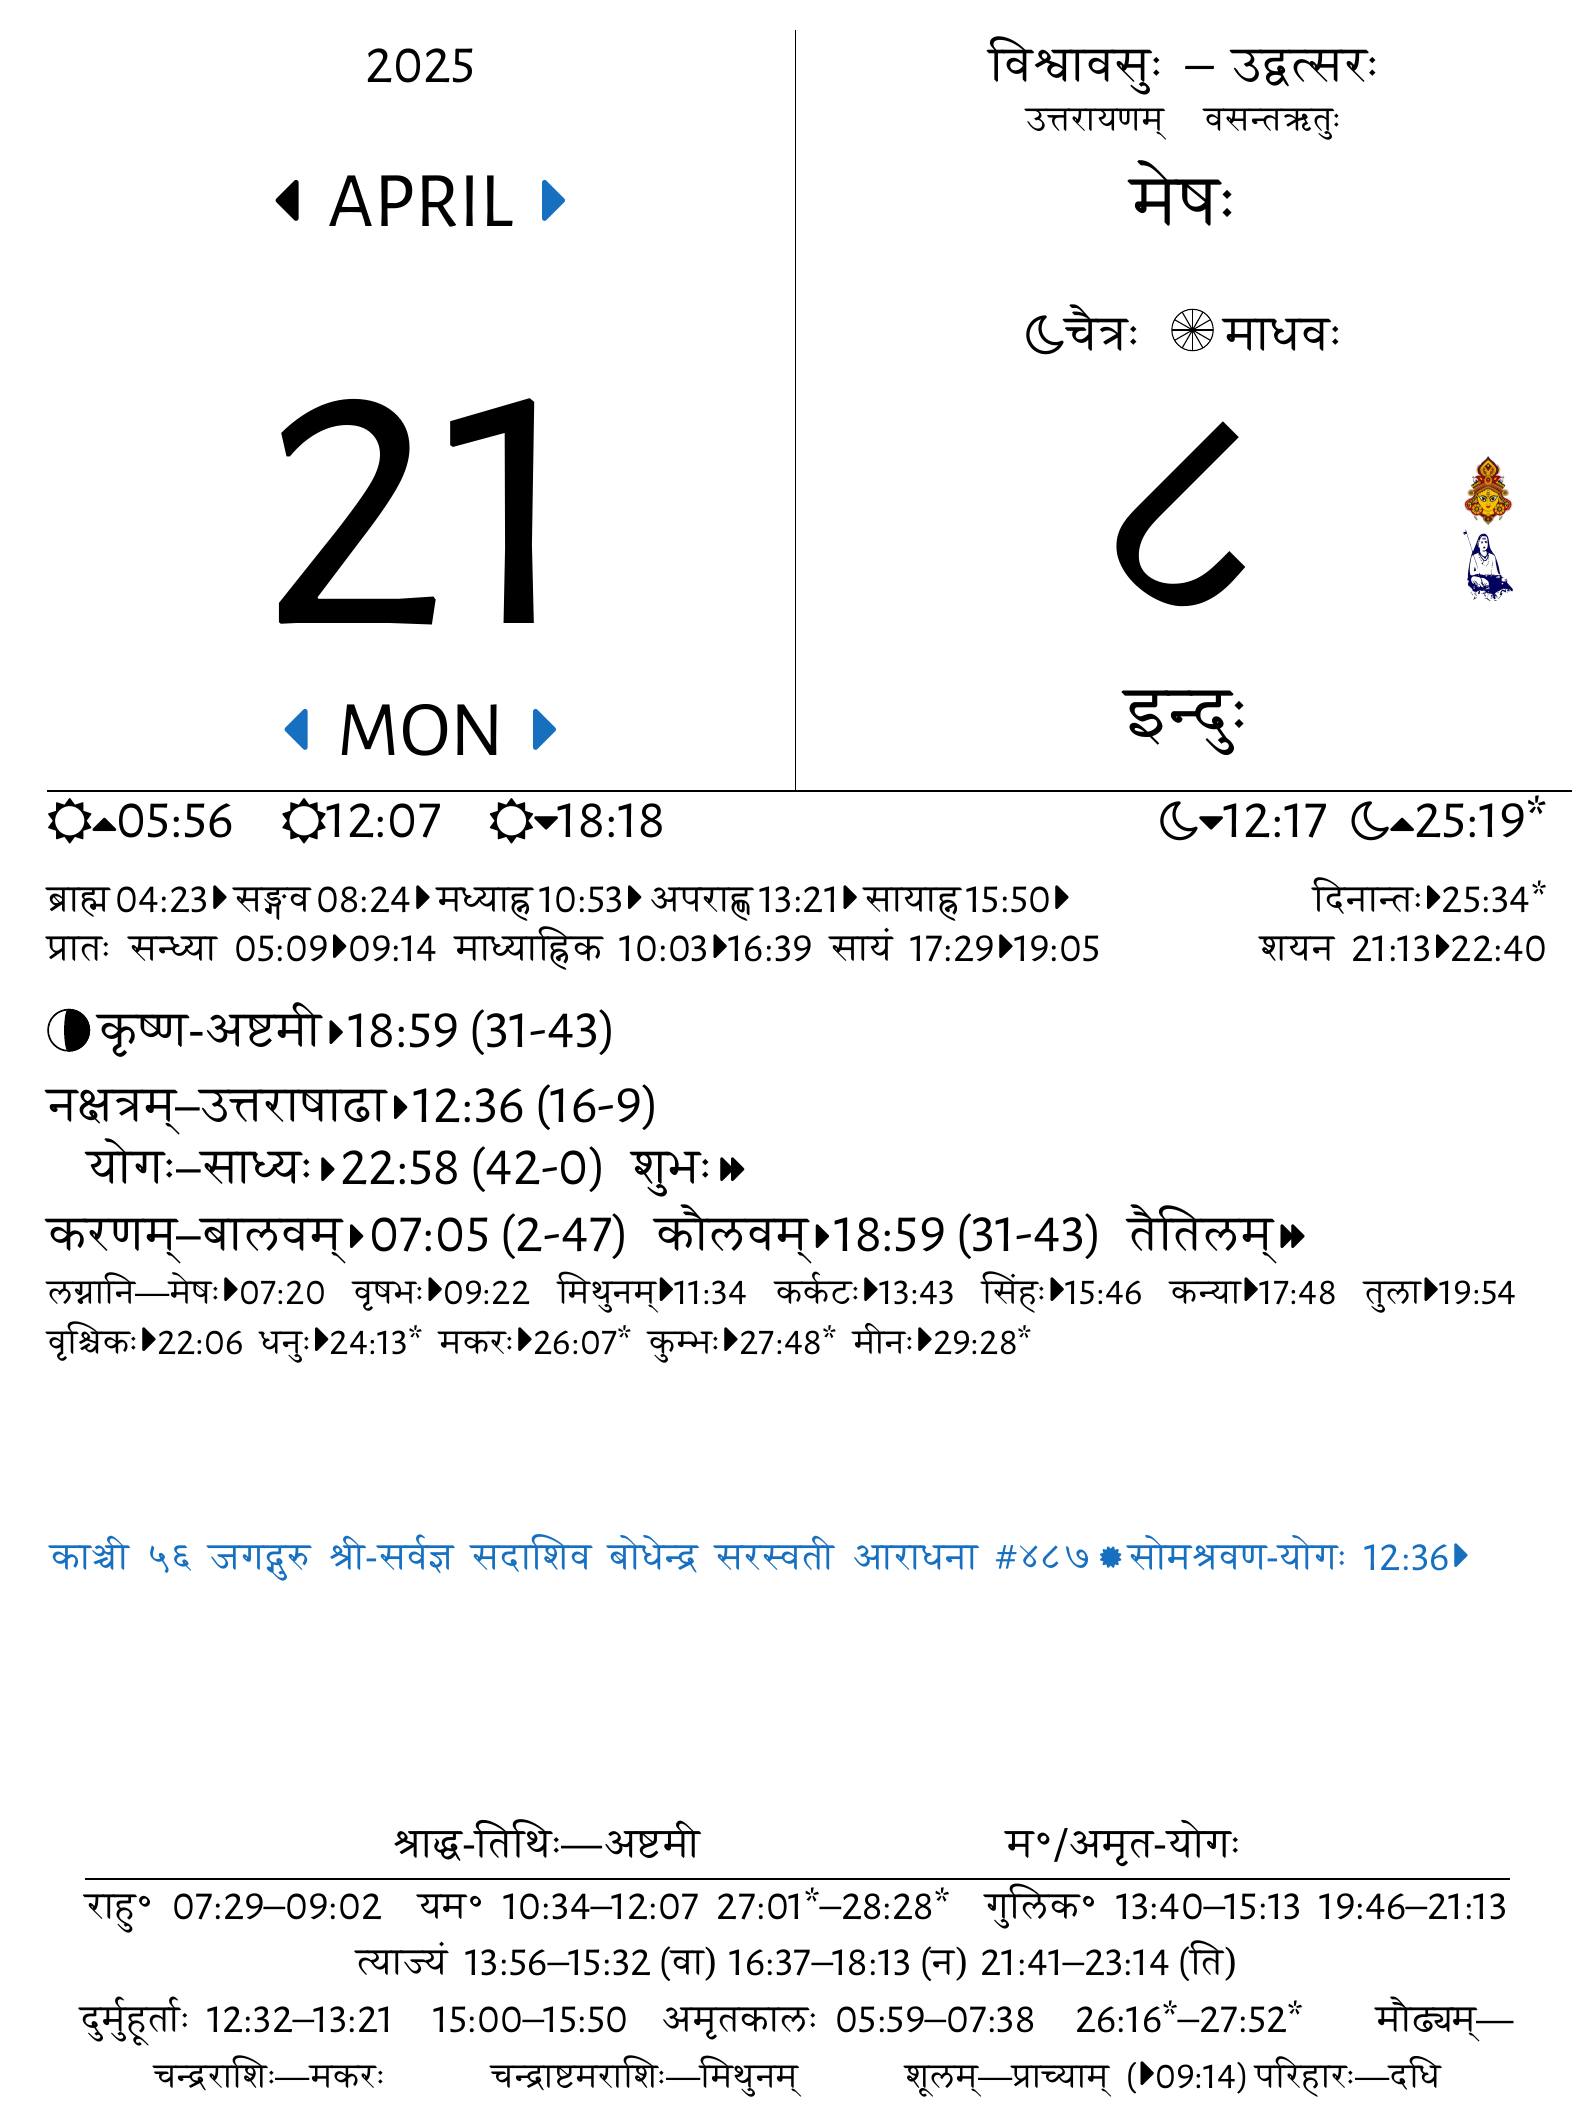 2025
APRIL
21
MON
विश्वावसुः – उद्वत्सरः
उत्तरायणम् वसन्तऋतुः
मेषः
चैत्रः माधवः
८
इन्दुः
05:56 12:07 18:18 12:17 25:19*
ब्राह्म 04:23 सङ्गव 08:24 मध्याह्न 10:53 अपराह्ण 13:21 सायाह्न 15:50 दिनान्तः 25:34*
प्रातः सन्ध्या 05:09 09:14 माध्याह्निक 10:03 16:39 सायं 17:29 19:05 शयन 21:13 22:40
कृष्ण-अष्टमी 18:59 (31-43)
नक्षत्रम्–उत्तराषाढा 12:36 (16-9)
योगः–साध्यः 22:58 (42-0) शुभः
करणम्–बालवम् 07:05 (2-47) कौलवम् 18:59 (31-43) तैतिलम्
लग्नानि—मेषः 07:20 वृषभः 09:22 मिथुनम् 11:34 कर्कटः 13:43 सिंहः 15:46 कन्या 17:48 तुला 19:54
वृश्चिकः 22:06 धनुः 24:13* मकरः 26:07* कुम्भः 27:48* मीनः 29:28*
काञ्ची ५६ जगद्गुरु श्री-सर्वज्ञ सदाशिव बोधेन्द्र सरस्वती आराधना #४८७ सोमश्रवण-योगः 12:36
श्राद्ध-तिथिः—अष्टमी म॰/अमृत-योगः
राहु॰ 07:29–09:02 यम॰ 10:34–12:07 27:01*–28:28* गुलिक॰ 13:40–15:13 19:46–21:13
त्याज्यं 13:56–15:32 (वा) 16:37–18:13 (न) 21:41–23:14 (ति)
दुर्मुहूर्ताः 12:32–13:21 15:00–15:50 अमृतकालः 05:59–07:38 26:16*–27:52* मौढ्यम्—
चन्द्रराशिः—मकरः चन्द्राष्टमराशिः—मिथुनम् शूलम्—प्राच्याम् (09:14) परिहारः—दधि